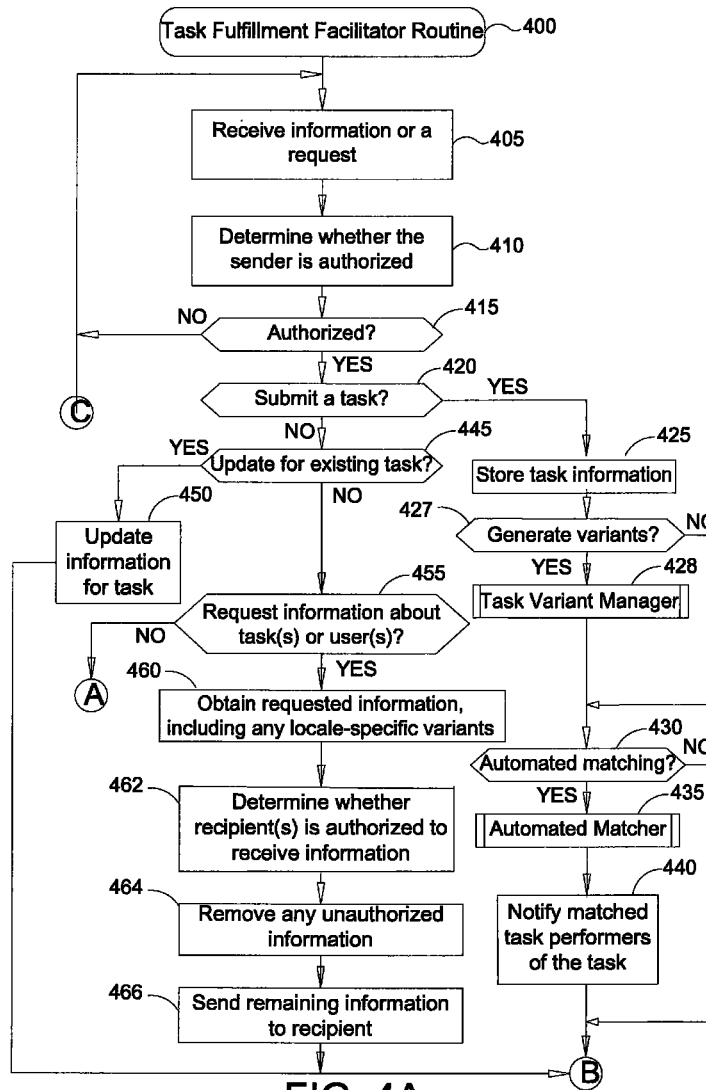 Task Fulfillment Facilitator Routine
400
Receive information or a
request
405
Determine whether the
sender is authorized
410
415
NO
Authorized?
YES
420
C
Submit a task?
YES
NO
445
YES
Update for existing task?
425
Store task information
450
NO
427
Update
information
for task
Generate variants?
NO
YES
428
455
Task Variant Manager
Request information about
task(s) or user(s)?
NO
A
YES
460
Obtain requested information,
including any locale-specific variants
430
Automated matching?
NO
462
YES
435
Determine whether
recipient(s) is authorized to
receive information
Automated Matcher
440
464
Remove any unauthorized
information
Notify matched
task performers
of the task
466
Send remaining information
to recipient
B
FIG. 4A